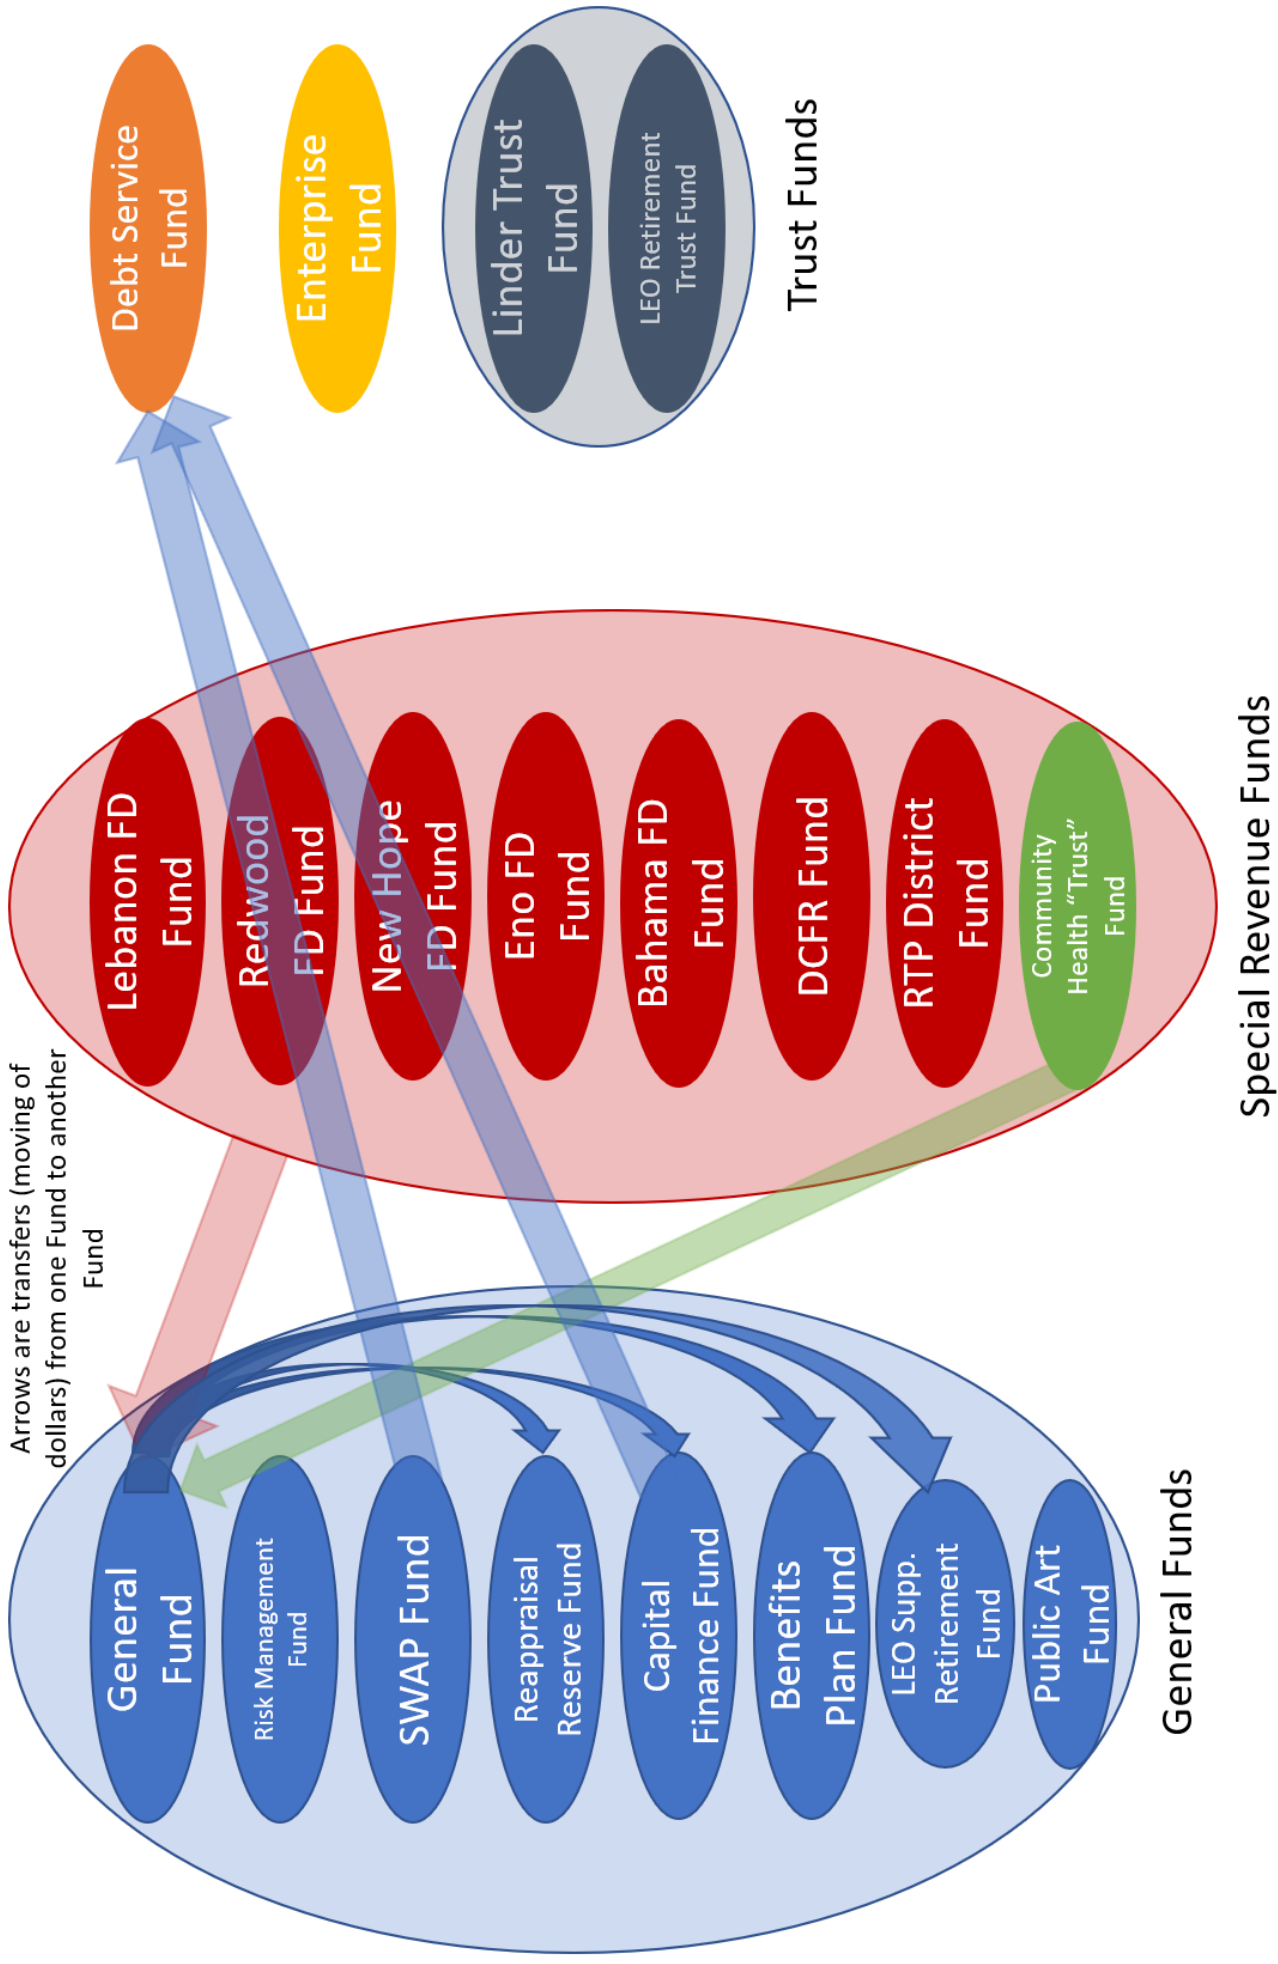 Arrows are transfers (moving of
dollars) from one Fund to another
Fund
General
Fund
Risk Management
Fund
SWAP Fund
Reappraisal
Reserve Fund
Capital
Finance Fund
Benefits
Plan Fund
LEO Supp.
Retirement
Fund
Public Art
Fund
General Funds
Lebanon FD
Fund
Redwood
FD Fund
New Hope
FD Fund
Eno FD
Fund
Bahama FD
Fund
DCFR Fund
RTP District
Fund
Community
Health “Trust”
Fund
Special Revenue Funds
Debt Service
Fund
Enterprise
Fund
Linder Trust
Fund
LEO Retirement
Trust Fund
Trust Funds